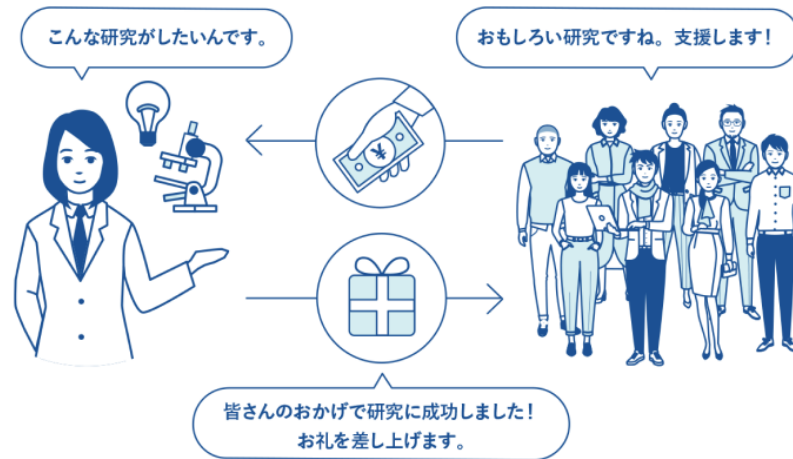 こんな研究がしたいんです。
おもしろい研究ですね。支援します！
¥
皆さんのおかげで研究に成功しました！
お礼を差し上げます。